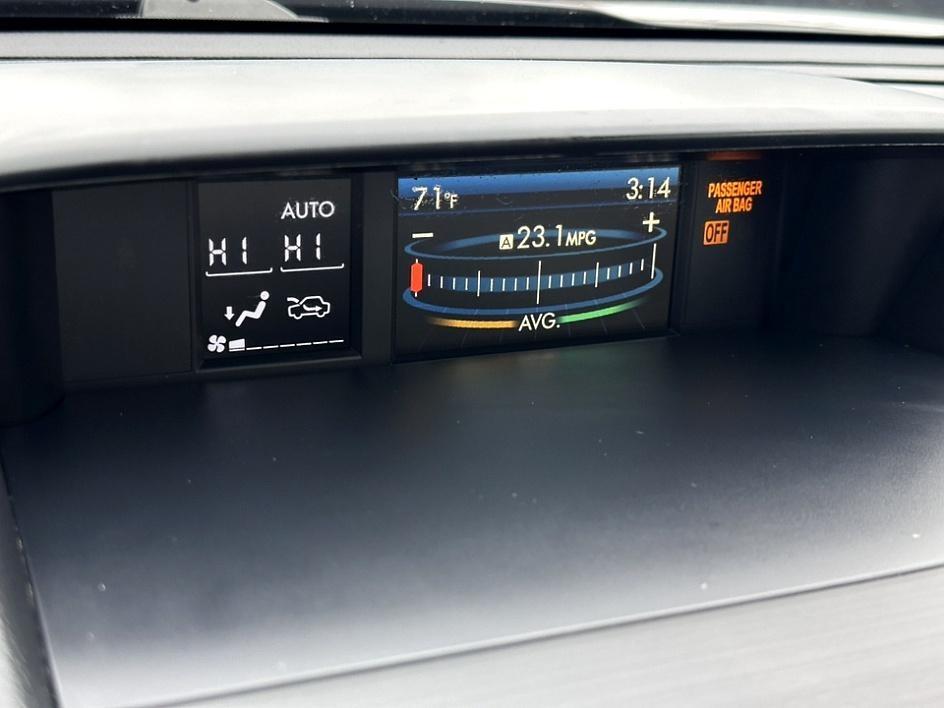 AUTO
HI HI
71°F 3:14
- +
A 23.1 MPG
AVG.
PASSENGER
AIR BAG
OFF